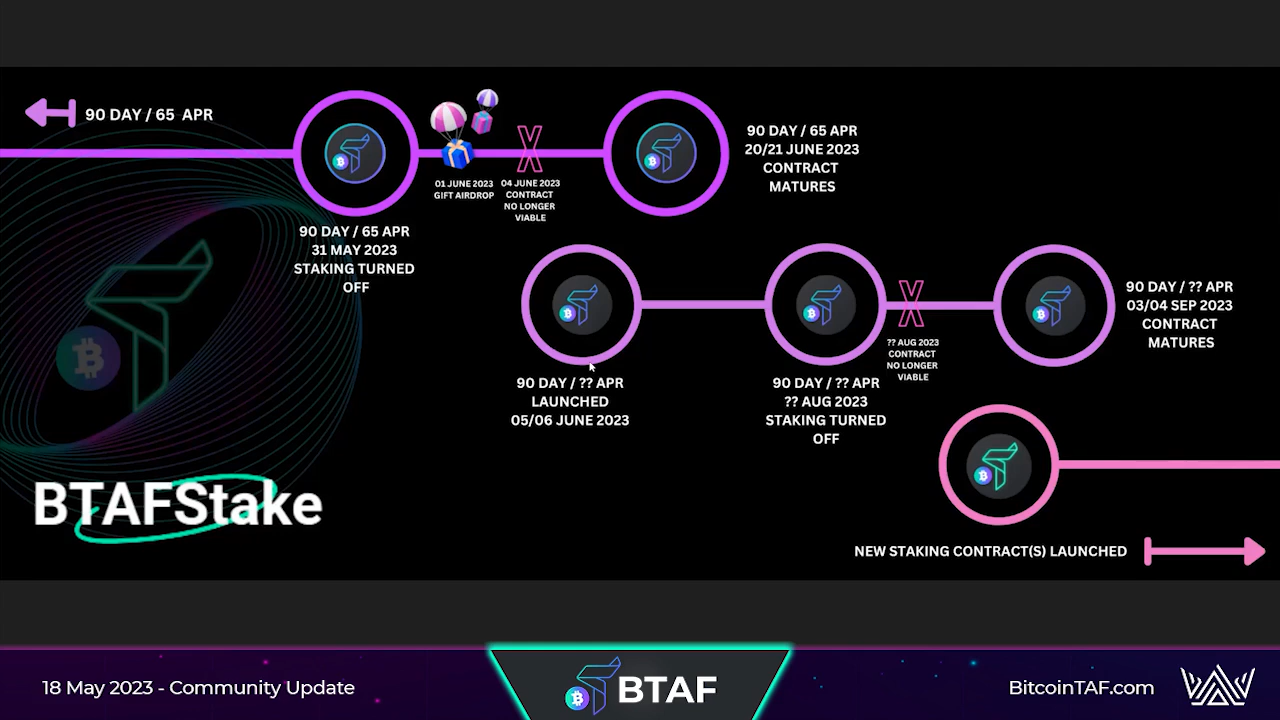 90 DAY / 65 APR
90 DAY / 65 APR
31 MAY 2023
STAKING TURNED
OFF
01 JUNE 2023
GIFT AIRDROP
04 JUNE 2023
CONTRACT
NO LONGER
VIABLE
90 DAY / 65 APR
20/21 JUNE 2023
CONTRACT
MATURES
90 DAY / ?? APR
LAUNCHED
05/06 JUNE 2023
90 DAY / ?? APR
?? AUG 2023
STAKING TURNED
OFF
?? AUG 2023
CONTRACT
NO LONGER
VIABLE
90 DAY / ?? APR
03/04 SEP 2023
CONTRACT
MATURES
BTAFStake
NEW STAKING CONTRACT(S) LAUNCHED
18 May 2023 - Community Update
BTAF
BitcoinTAF.com